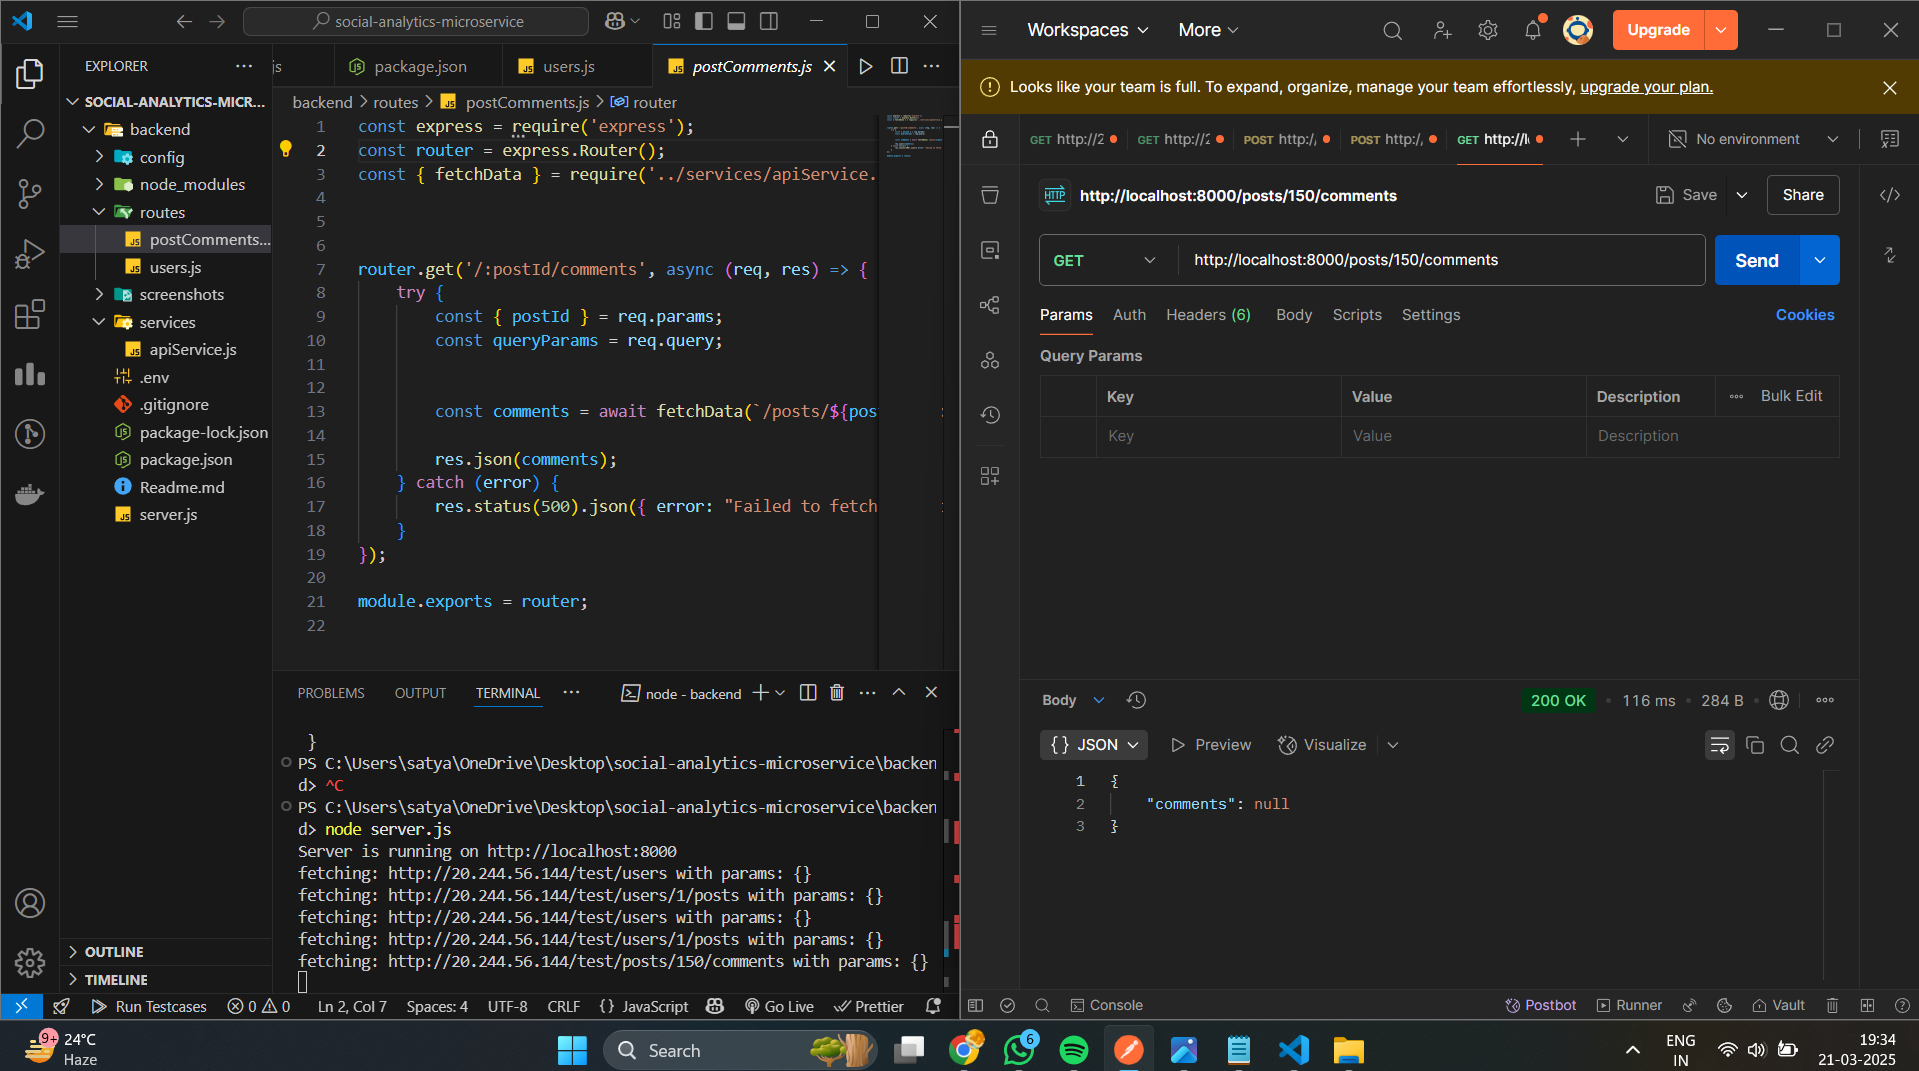 social-analytics-microservice
EXPLORER
SOCIAL-ANALYTICS-MICR...
backend
config
node_modules
routes
postComments...
users.js
screenshots
services
apiService.js
.env
.gitignore
package-lock.json
package.json
Readme.md
server.js
OUTLINE
TIMELINE
js
package.json
users.js
postComments.js
backend > routes > postComments.js > router
1 const express = require('express');
2 const router = express.Router();
3 const { fetchData } = require('../services/apiService.
4
5
6
7 router.get('/:postId/comments', async (req, res) => {
8 try {
9 const { postId } = req.params;
10 const queryParams = req.query;
11
12
13 const comments = await fetchData(`/posts/${pos
14
15 res.json(comments);
16 } catch (error) {
17 res.status(500).json({ error: "Failed to fetch
18 }
19 });
20
21 module.exports = router;
22
PROBLEMS OUTPUT TERMINAL node - backend
}
PS C:\Users\satya\OneDrive\Desktop\social-analytics-microservice\backen
d> ^C
PS C:\Users\satya\OneDrive\Desktop\social-analytics-microservice\backen
d> node server.js
Server is running on http://localhost:8000
fetching: http://20.244.56.144/test/users with params: {}
fetching: http://20.244.56.144/test/users/1/posts with params: {}
fetching: http://20.244.56.144/test/users with params: {}
fetching: http://20.244.56.144/test/users/1/posts with params: {}
fetching: http://20.244.56.144/test/posts/150/comments with params: {}
Run Testcases 0 0 Ln 2, Col 7 Spaces: 4 UTF-8 CRLF {} JavaScript Go Live Prettier
Workspaces More Upgrade
Looks like your team is full. To expand, organize, manage your team effortlessly, upgrade your plan.
GET http://2 GET http://2 POST http:/ POST http:/ GET http://l No environment
HTTP http://localhost:8000/posts/150/comments Save Share
GET http://localhost:8000/posts/150/comments Send
Params Auth Headers (6) Body Scripts Settings Cookies
Query Params
Key Value Description Bulk Edit
Key Value Description
Body 200 OK 116 ms 284 B
{} JSON Preview Visualize
1 {
2 "comments": null
3 }
Console Postbot Runner Vault
9+ 24°C
Haze
Search
6
ENG
IN
19:34
21-03-2025